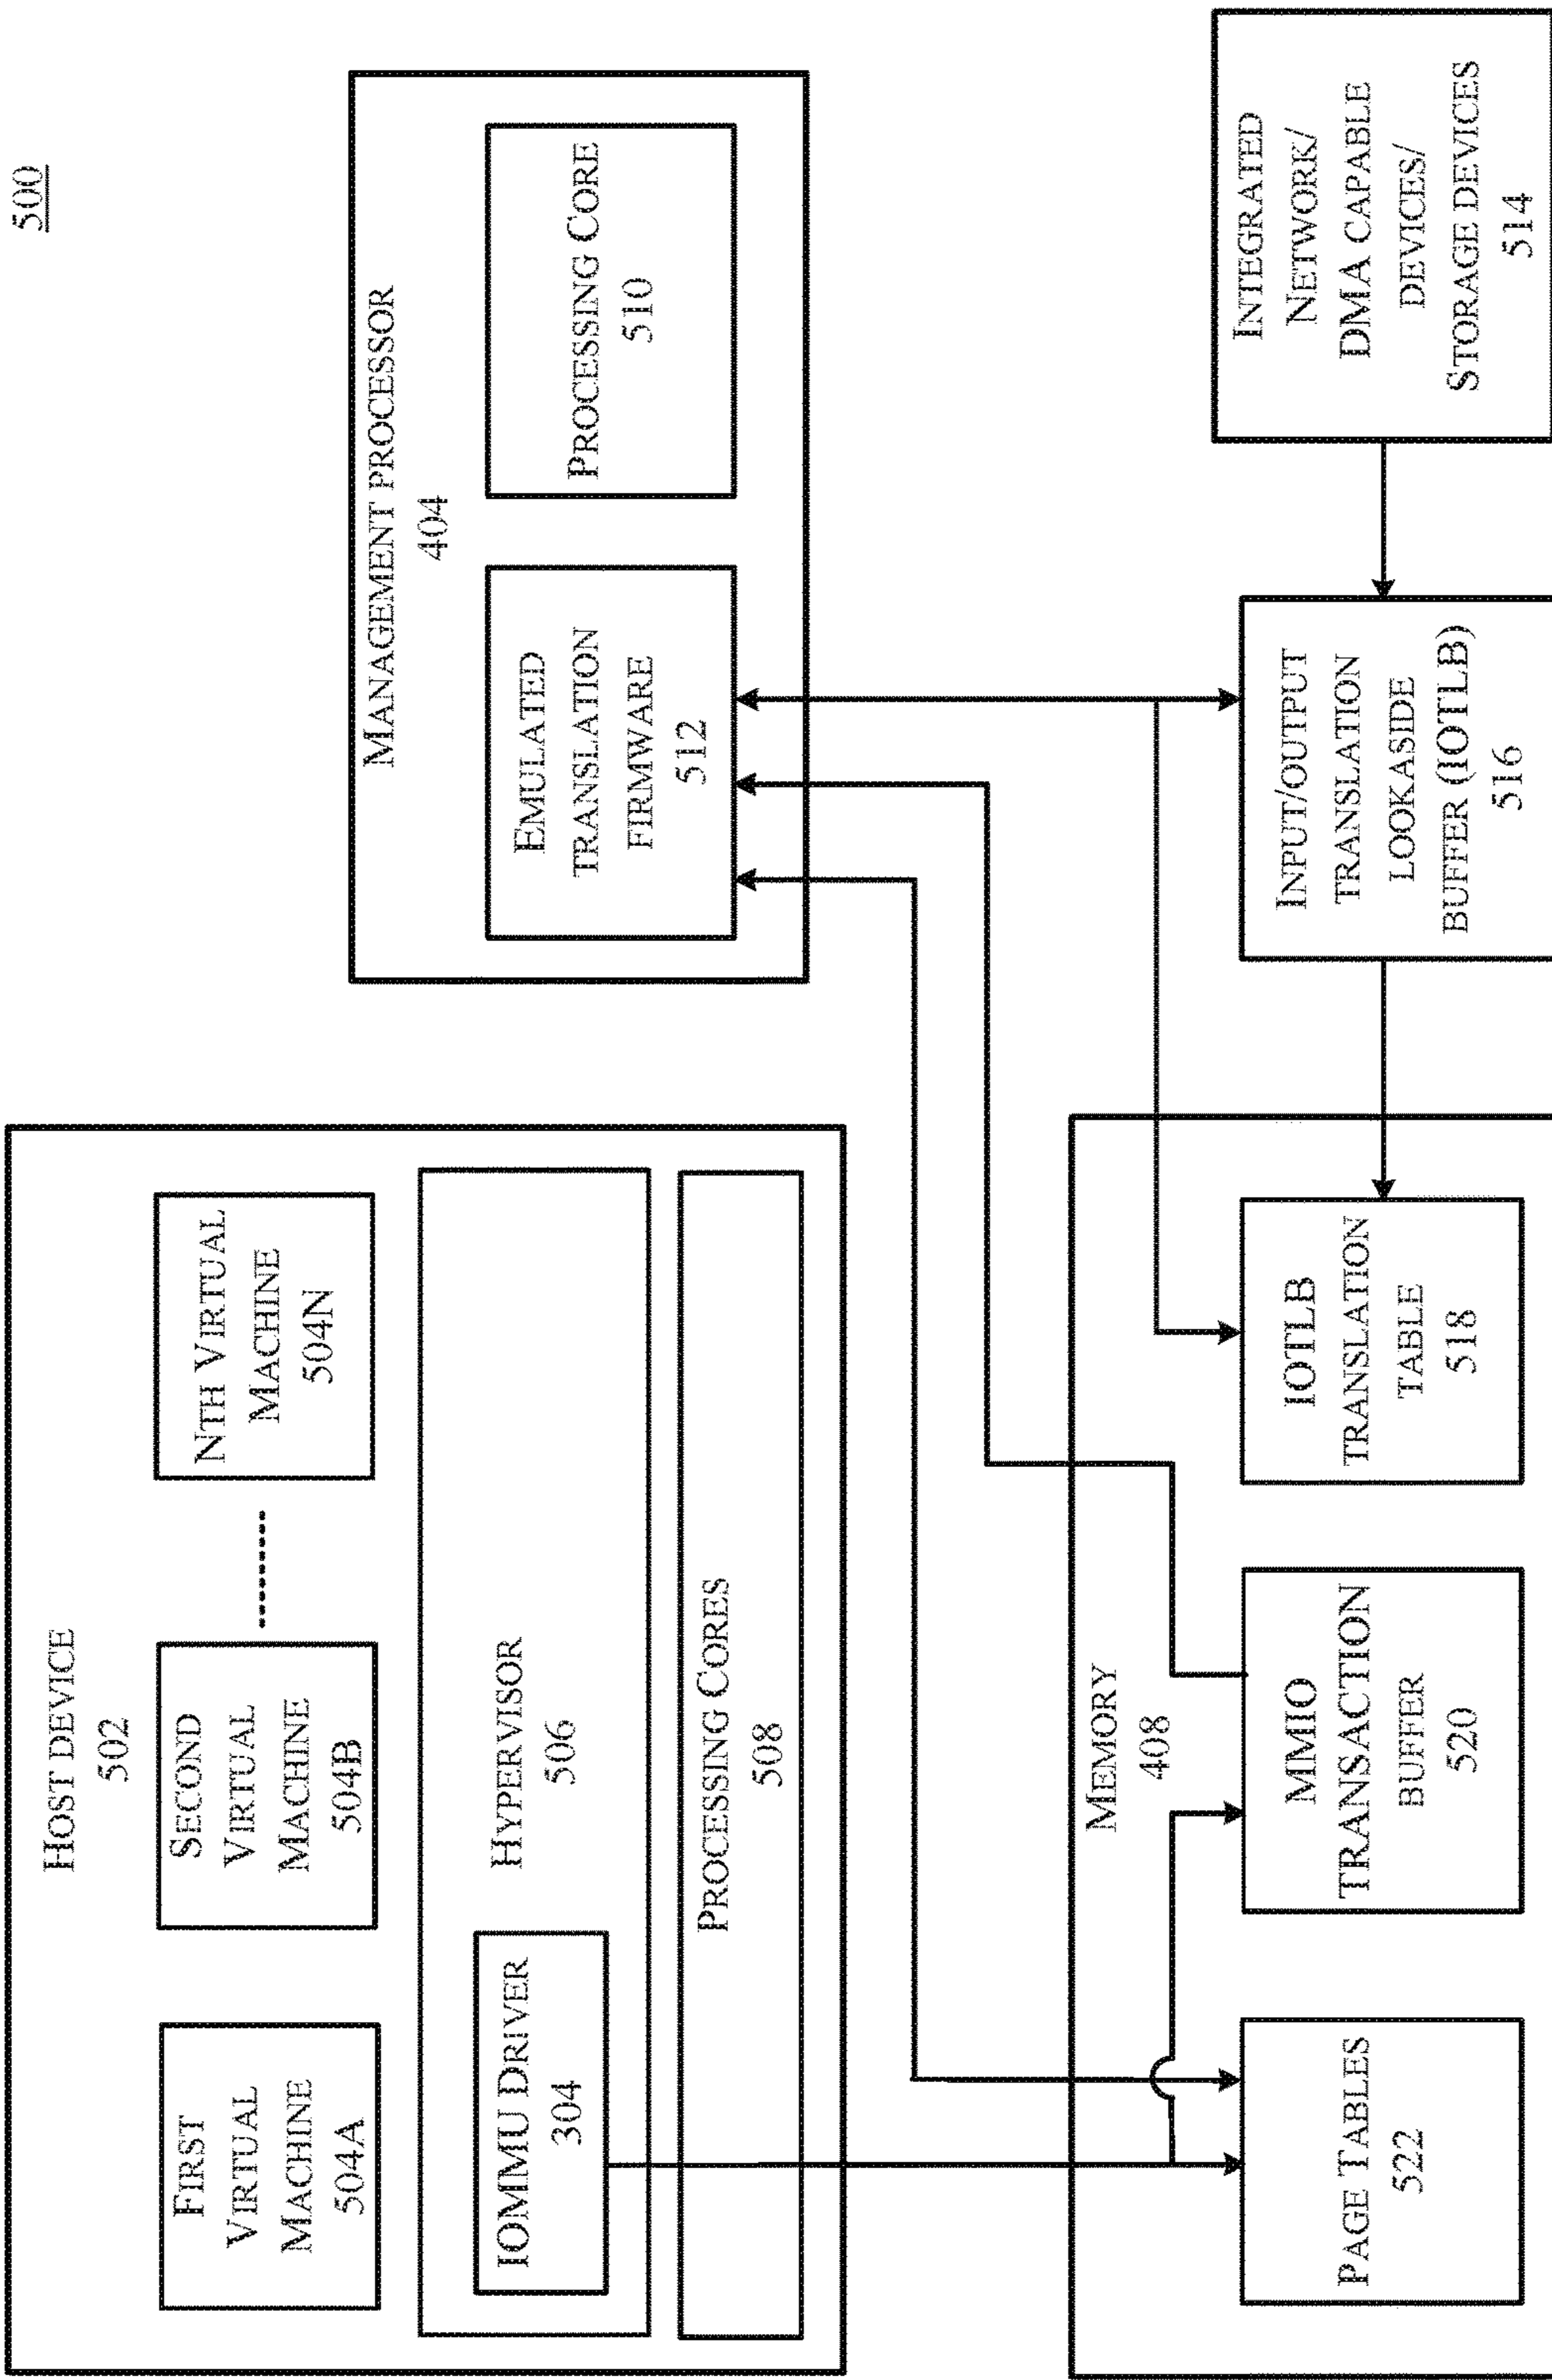 500
HOST DEVICE
502
FIRST
VIRTUAL
MACHINE
504A
SECOND
VIRTUAL
MACHINE
504B
NTH VIRTUAL
MACHINE
504N
HYPERVISOR
506
IOMMU DRIVER
304
PROCESSING CORES
508
MANAGEMENT PROCESSOR
404
EMULATED
TRANSLATION
FIRMWARE
512
PROCESSING CORE
510
MEMORY
408
PAGE TABLES
522
MMIO
TRANSACTION
BUFFER
520
IOTLB
TRANSLATION
TABLE
518
INPUT/OUTPUT
TRANSLATION
LOOKASIDE
BUFFER (IOTLB)
516
INTEGRATED
NETWORK/
DMA CAPABLE
DEVICES/
STORAGE DEVICES
514